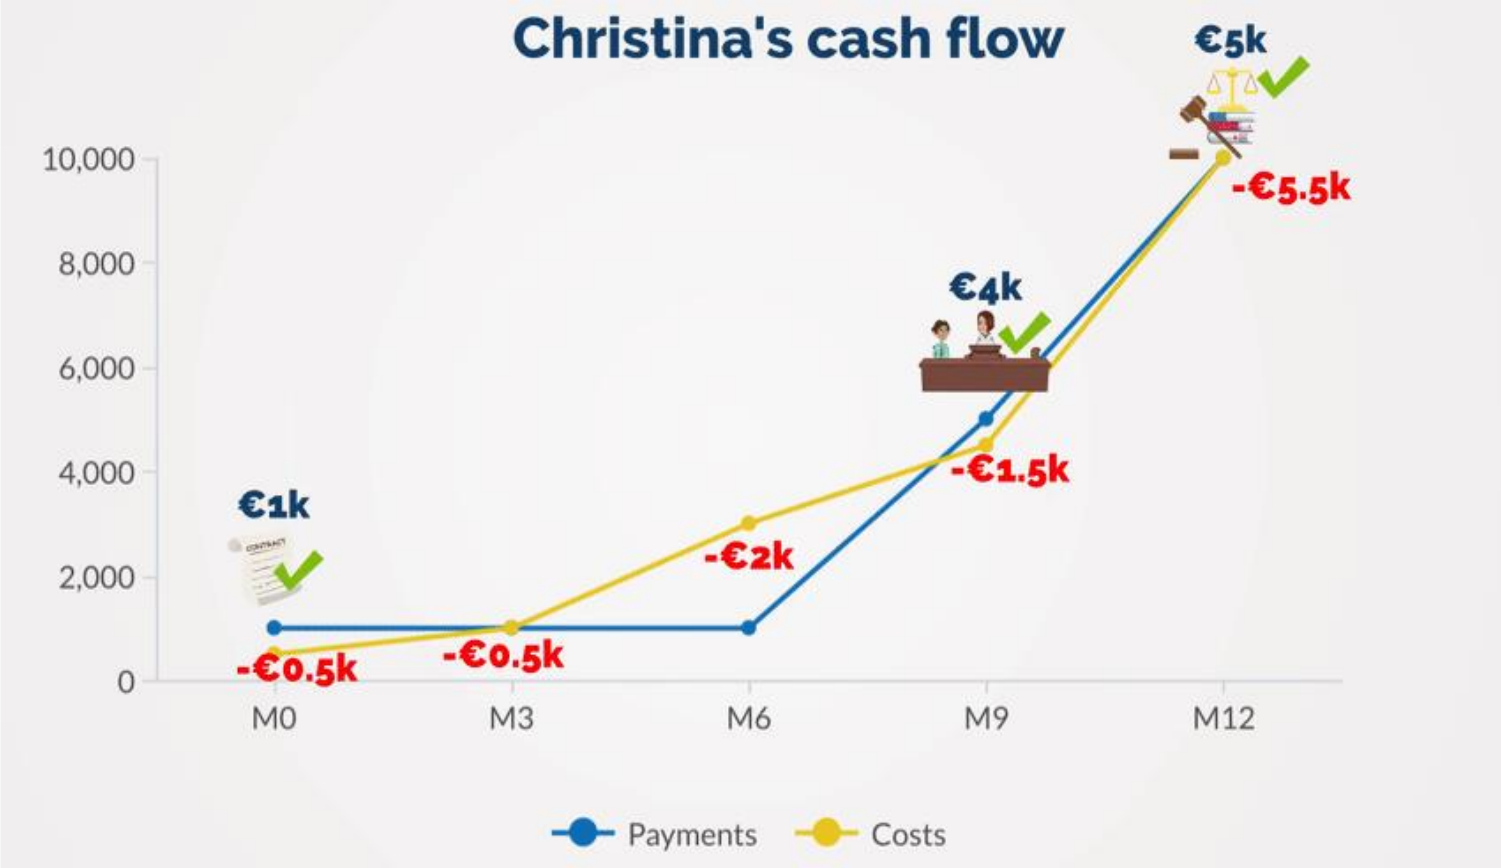 Christina's cash flow
€5k
10,000
-€5.5k
8,000
€4k
6,000
4,000
-€1.5k
€1k
CONTRACT
-€2k
2,000
-€0.5k
-€0.5k
0
M0 M3 M6 M9 M12
Payments Costs